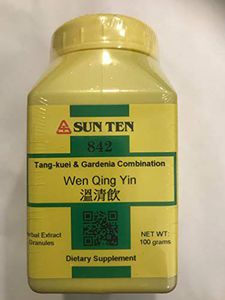 SUN TEN
842
Tang-kuei & Gardenia Combination
Wen Qing Yin
溫清飲
Herbal Extract
Granules
NET WT:
100 grams
Dietary Supplement